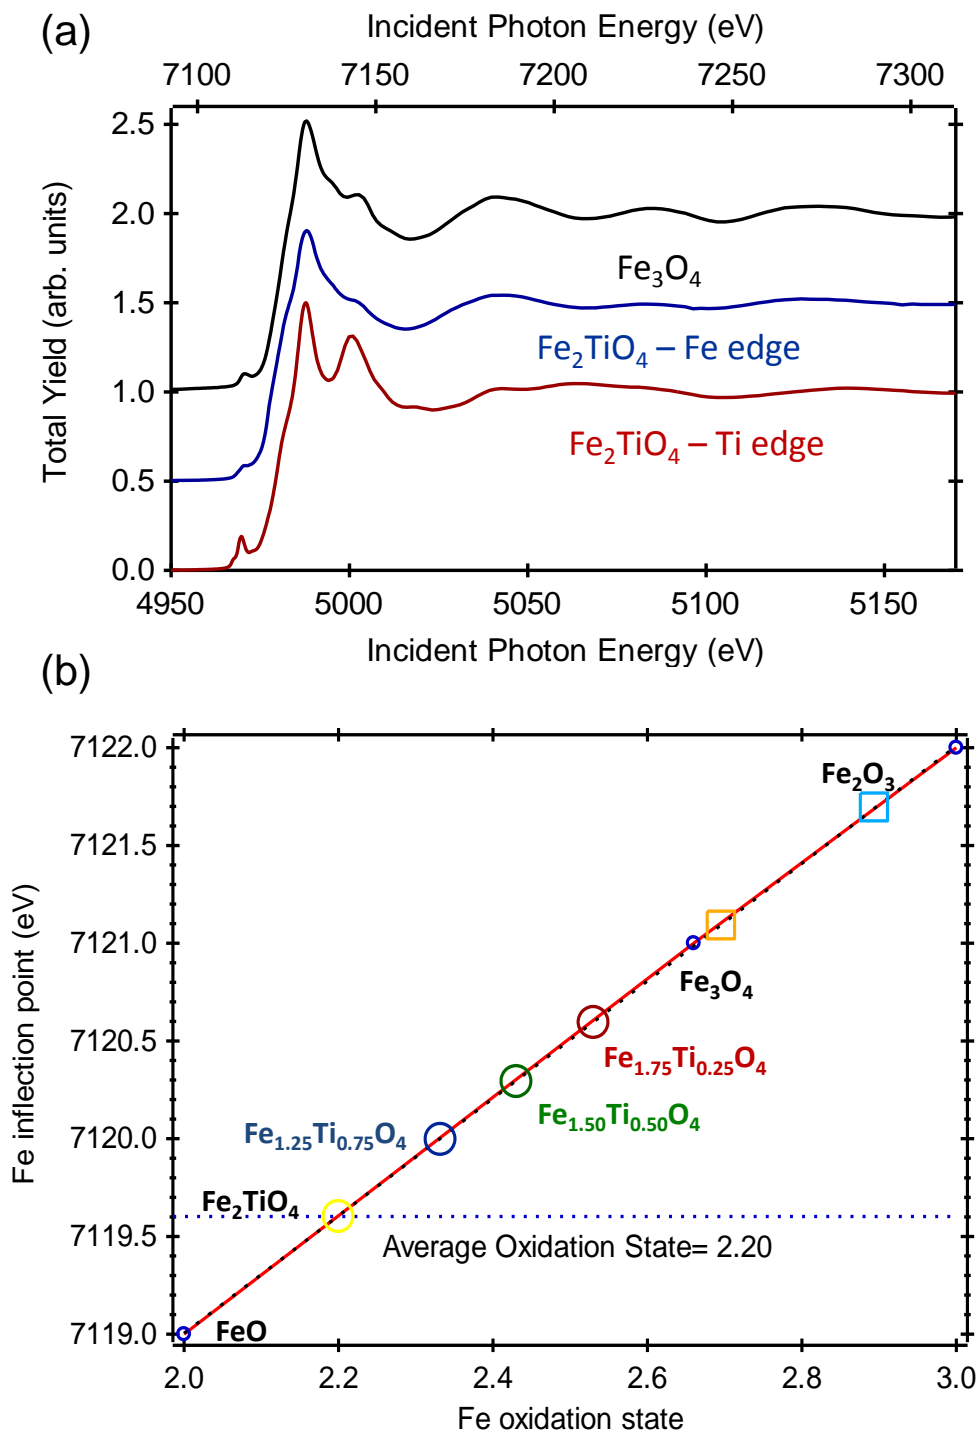 (a)
Incident Photon Energy (eV)
7100 7150 7200 7250 7300
2.5
2.0
1.5
1.0
0.5
0.0
Total Yield (arb. units)
Fe₃O₄
Fe₂TiO₄ – Fe edge
Fe₂TiO₄ – Ti edge
4950 5000 5050 5100 5150
Incident Photon Energy (eV)
(b)
7122.0
7121.5
7121.0
7120.5
7120.0
7119.5
7119.0
Fe inflection point (eV)
Fe₂O₃
Fe₃O₄
Fe₁.₇₅Ti₀.₂₅O₄
Fe₁.₅₀Ti₀.₅₀O₄
Fe₁.₂₅Ti₀.₇₅O₄
Fe₂TiO₄
Average Oxidation State= 2.20
FeO
2.0 2.2 2.4 2.6 2.8 3.0
Fe oxidation state